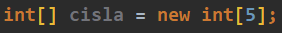 int[] cisla = new int[5];